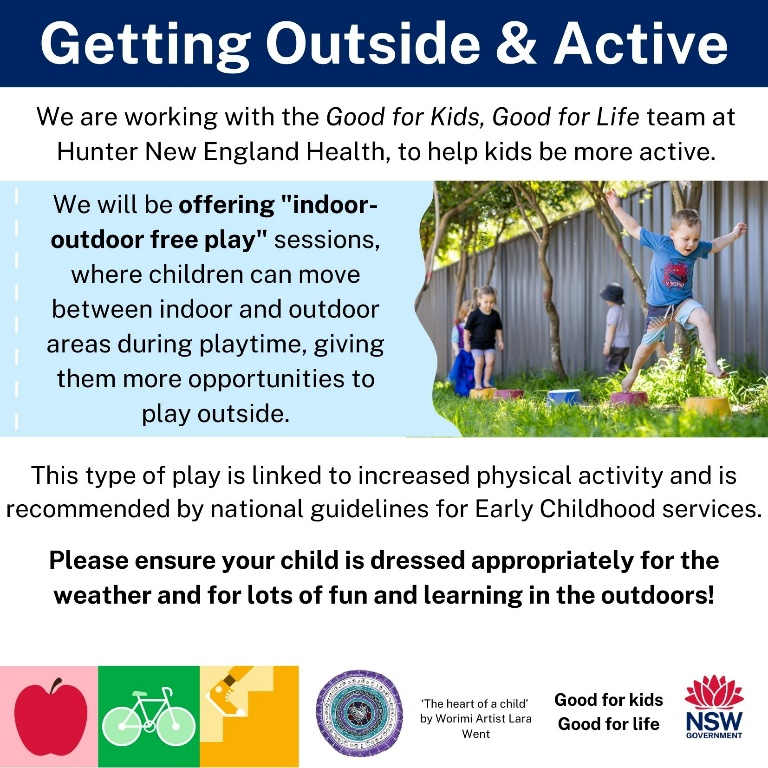 Getting Outside & Active
We are working with the Good for Kids, Good for Life team at
Hunter New England Health, to help kids be more active.
We will be offering "indoor-
outdoor free play" sessions,
where children can move
between indoor and outdoor
areas during playtime, giving
them more opportunities to
play outside.
This type of play is linked to increased physical activity and is
recommended by national guidelines for Early Childhood services.
Please ensure your child is dressed appropriately for the
weather and for lots of fun and learning in the outdoors!
'The heart of a child'
by Worimi Artist Lara
Went
Good for kids
Good for life
NSW
GOVERNMENT